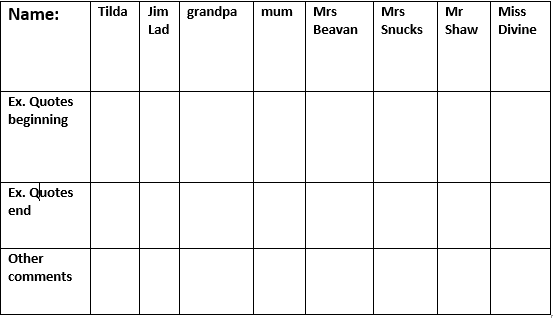 Name: Tilda Jim grandpa mum Mrs Mrs Mr Miss
Lad Beavan Snucks Shaw Divine
Ex. Quotes
beginning
Ex. Quotes
end
Other
comments